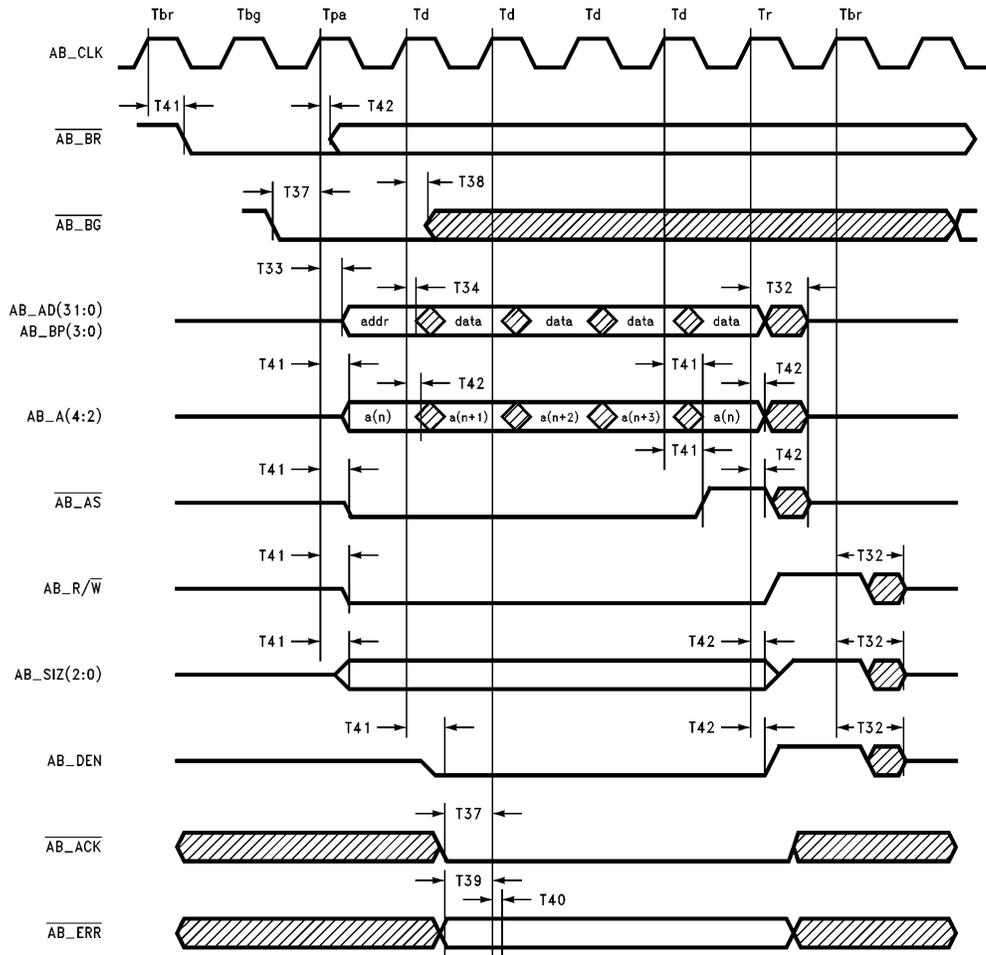 Tbr Tbg Tpa Td Td Td Td Tr Tbr
AB_CLK
T41 T42
AB_BR
T37 T38
AB_BG
T33 T34 T32
AB_AD(31:0)
AB_BP(3:0)
addr data data data data
T41 T42 T41 T42
AB_A(4:2)
a(n) a(n+1) a(n+2) a(n+3) a(n)
T41 T41 T42
AB_AS
T41 T32
AB_R/W
T41 T42 T32
AB_SIZ(2:0)
T41 T42 T32
AB_DEN
T37
AB_ACK
T39 T40
AB_ERR